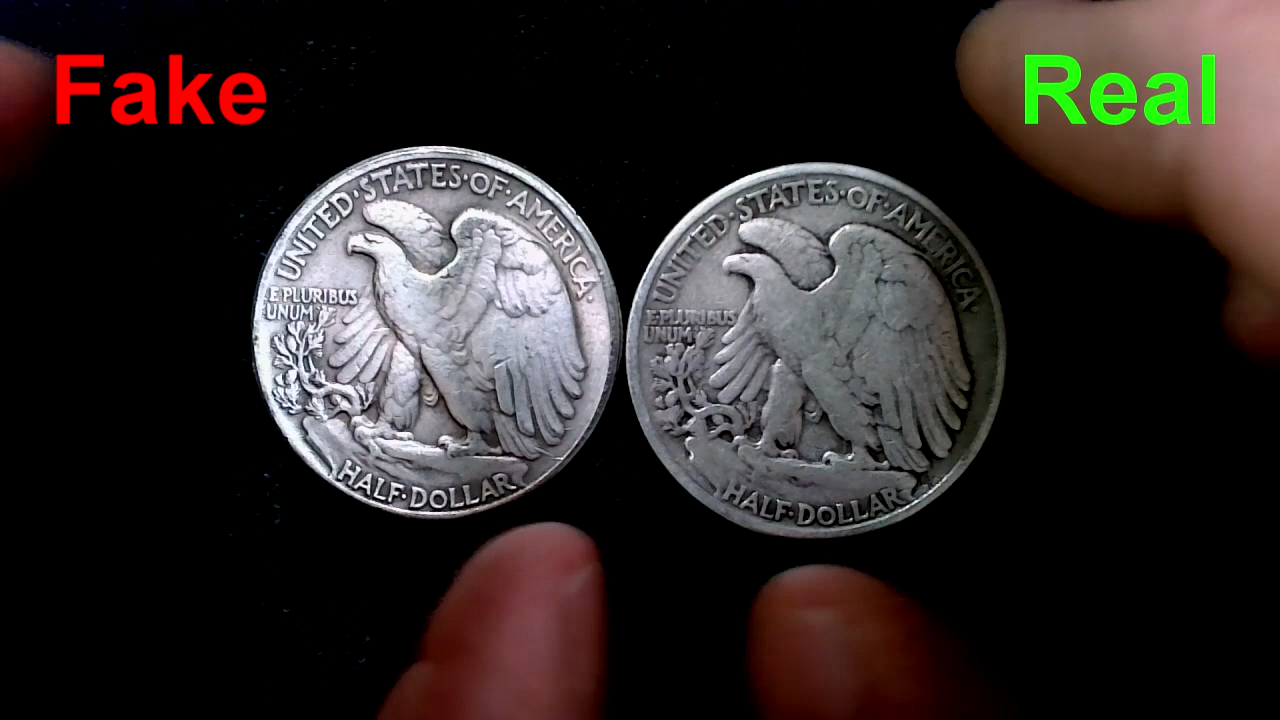 Fake
Real
UNITED·STATES·OF·AMERICA·
E PLURIBUS
UNUM
HALF·DOLLAR
UNITED·STATES·OF·AMERICA·
E·PLURIBUS
UNUM
HALF·DOLLAR